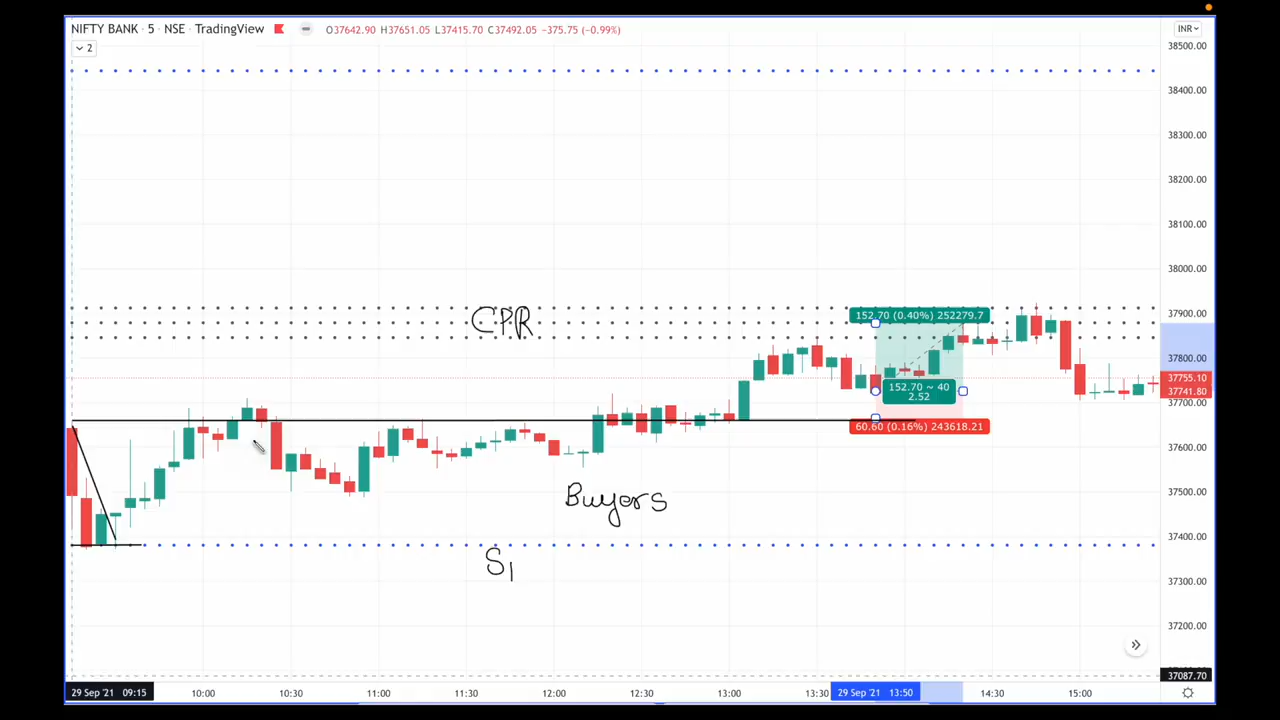 NIFTY BANK · 5 · NSE · TradingView O37642.90 H37651.05 L37415.70 C37492.05 -375.75 (-0.99%)
INR
2
38500.00
38400.00
38300.00
38200.00
38100.00
38000.00
CPR
152.70 (0.40%) 252279.7
37900.00
37800.00
37755.10
152.70 ~ 40
2.52
37741.80
37700.00
60.60 (0.16%) 243618.21
37600.00
Buyers
37500.00
37400.00
S1
37300.00
37200.00
37087.70
29 Sep '21 09:15 10:00 10:30 11:00 11:30 12:00 12:30 13:00 13:30 29 Sep '21 13:50 14:30 15:00